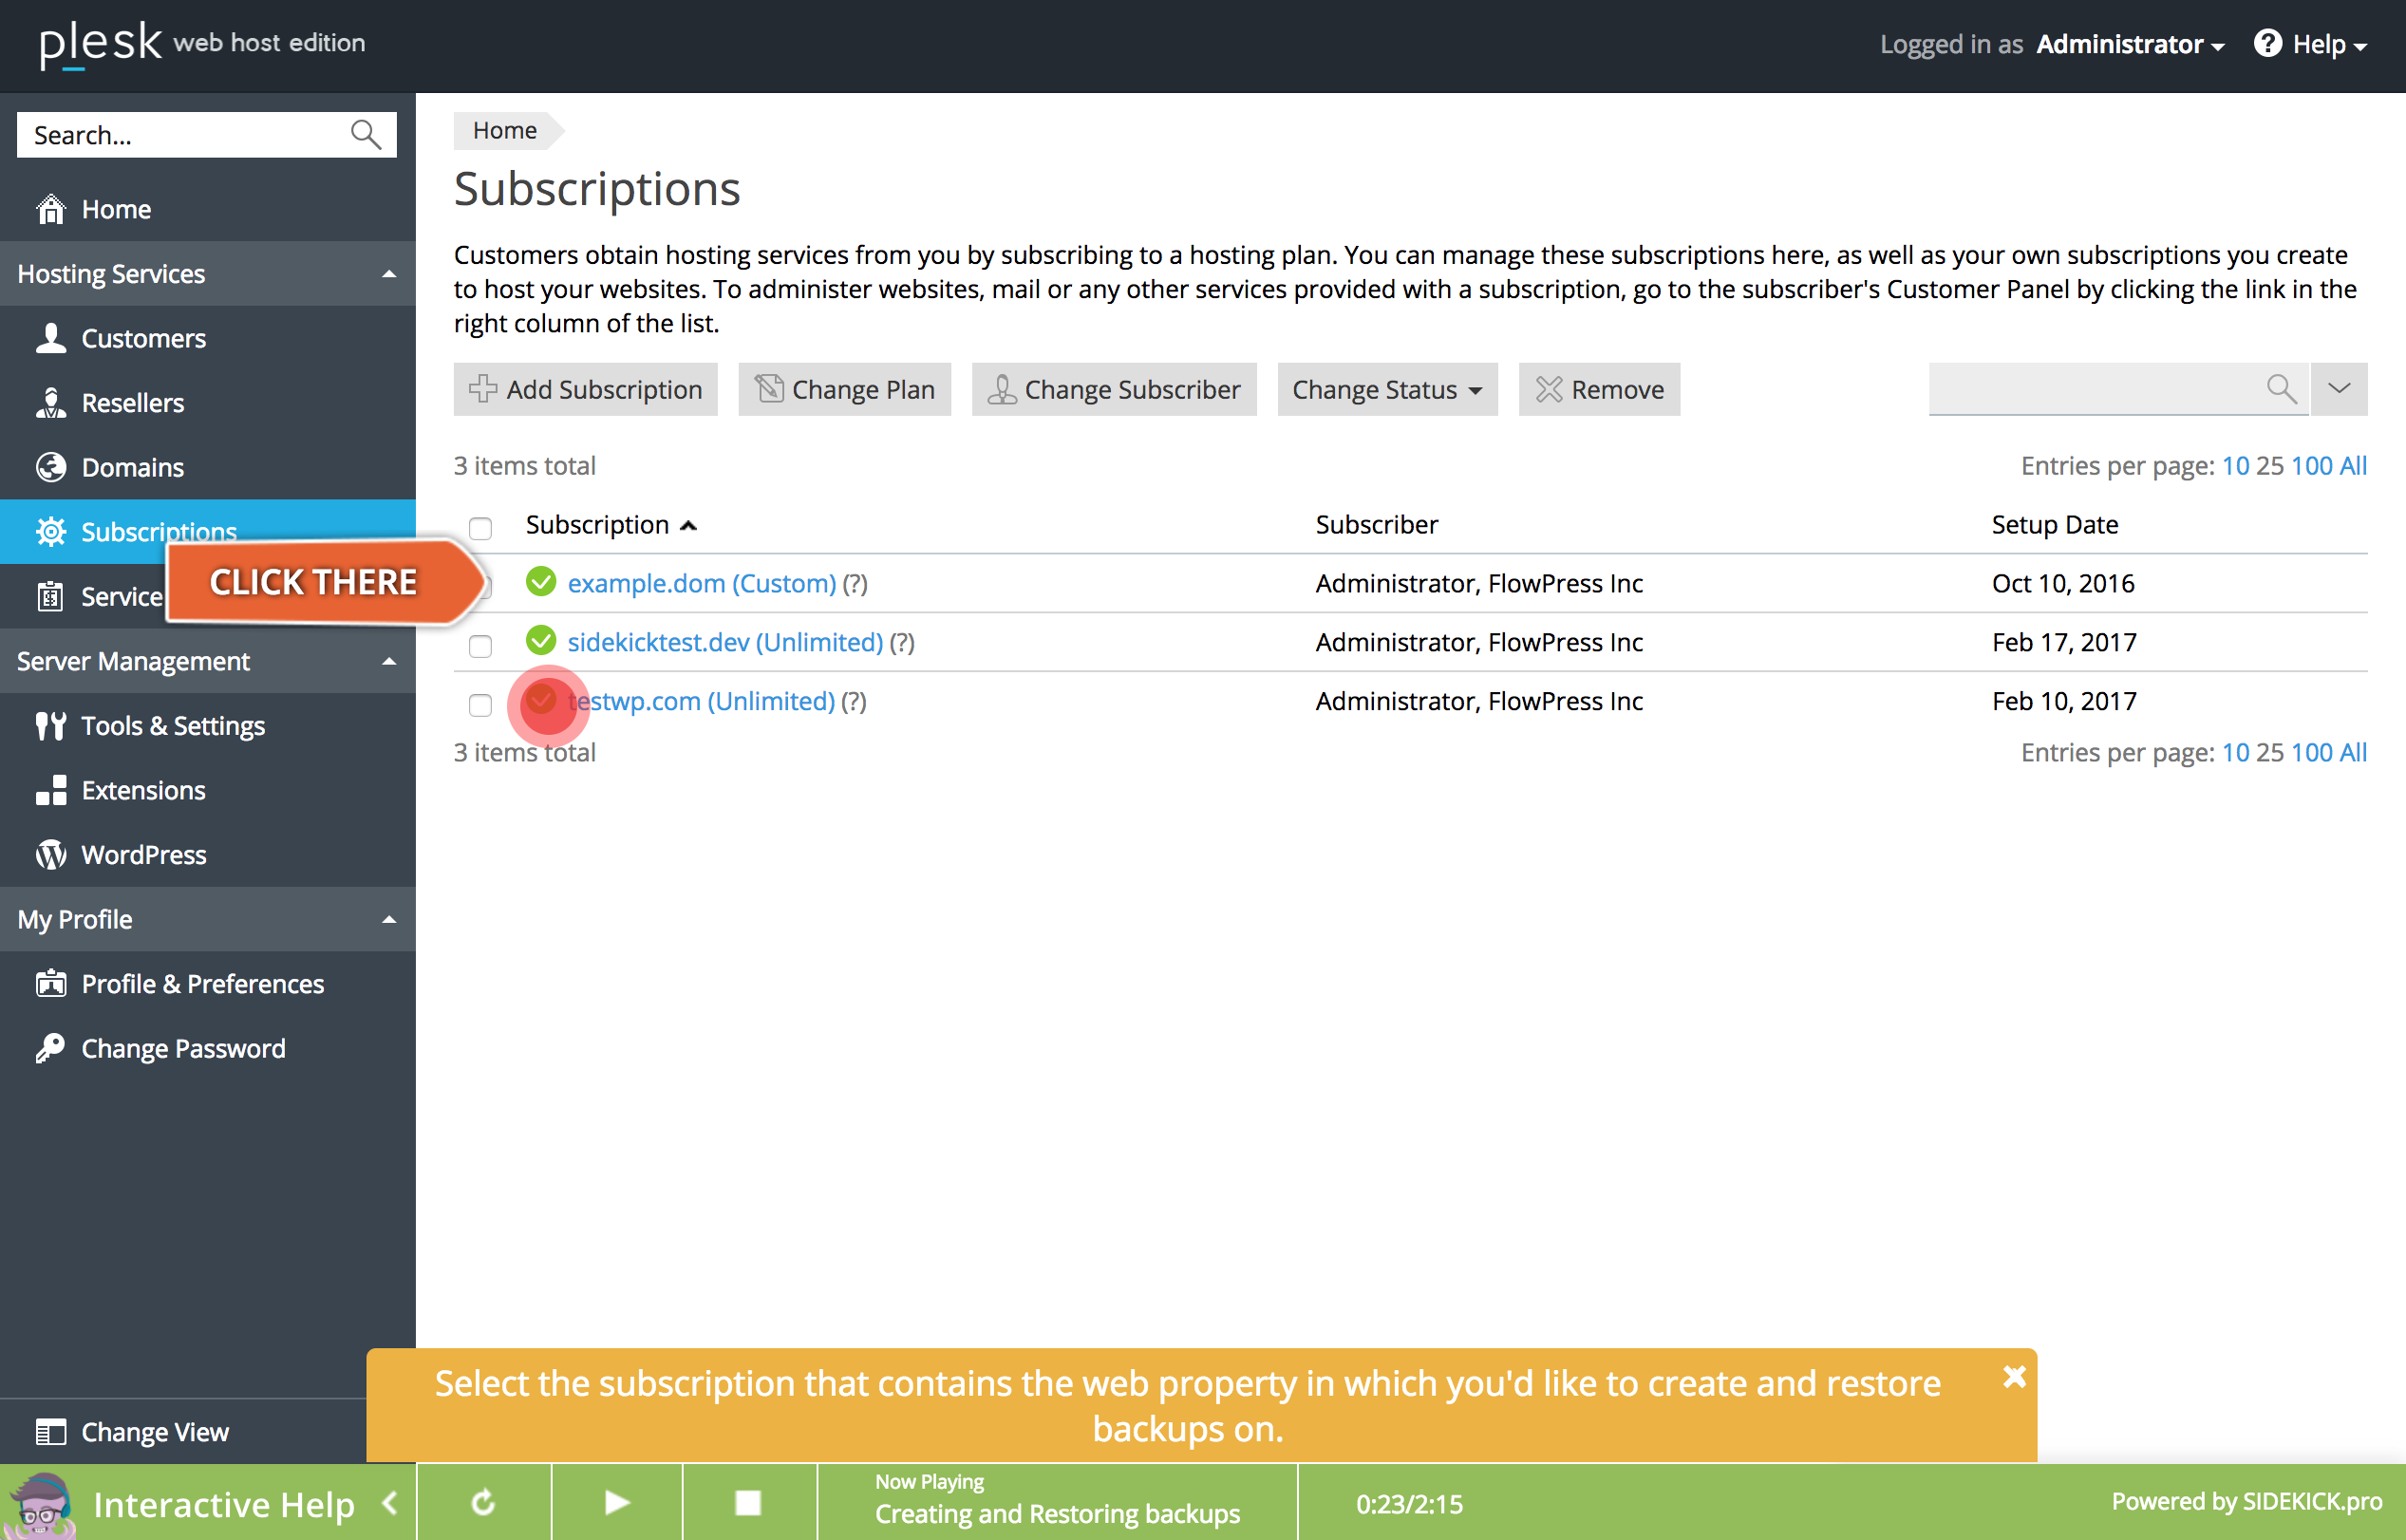 plesk web host edition
Logged in as Administrator Help
Search...
Home
Hosting Services
Customers
Resellers
Domains
Subscriptions
Service
Server Management
Tools & Settings
Extensions
WordPress
My Profile
Profile & Preferences
Change Password
Change View
Home
Subscriptions
Customers obtain hosting services from you by subscribing to a hosting plan. You can manage these subscriptions here, as well as your own subscriptions you create
to host your websites. To administer websites, mail or any other services provided with a subscription, go to the subscriber's Customer Panel by clicking the link in the
right column of the list.
Add Subscription Change Plan Change Subscriber Change Status Remove
3 items total Entries per page: 10 25 100 All
Subscription Subscriber Setup Date
CLICK THERE
example.dom (Custom) (?) Administrator, FlowPress Inc Oct 10, 2016
sidekicktest.dev (Unlimited) (?) Administrator, FlowPress Inc Feb 17, 2017
testwp.com (Unlimited) (?) Administrator, FlowPress Inc Feb 10, 2017
3 items total Entries per page: 10 25 100 All
Select the subscription that contains the web property in which you'd like to create and restore
backups on.
Interactive Help
Now Playing
Creating and Restoring backups
0:23/2:15
Powered by SIDEKICK.pro